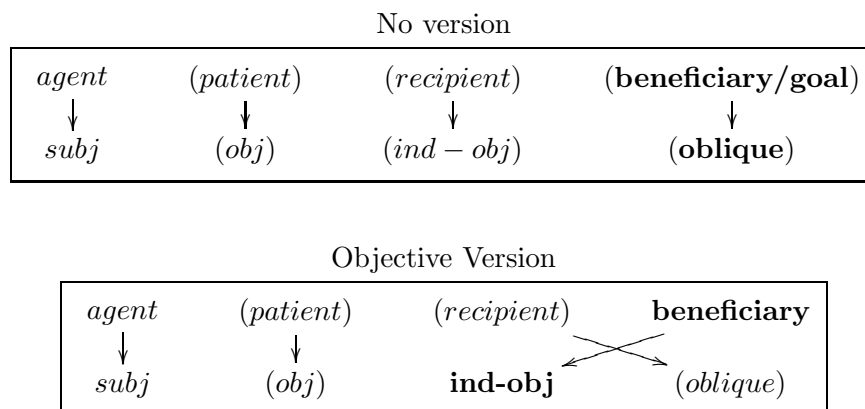 No version
agent (patient) (recipient) (beneficiary/goal)
subj (obj) (ind − obj) (oblique)
Objective Version
agent (patient) (recipient) beneficiary
subj (obj) ind-obj (oblique)